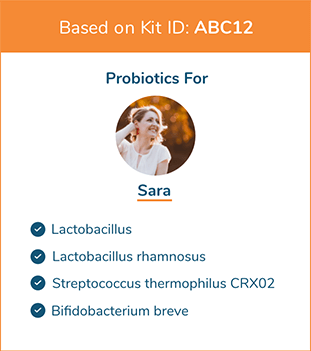 Based on Kit ID: ABC12
Probiotics For
Sara
Lactobacillus
Lactobacillus rhamnosus
Streptococcus thermophilus CRX02
Bifidobacterium breve